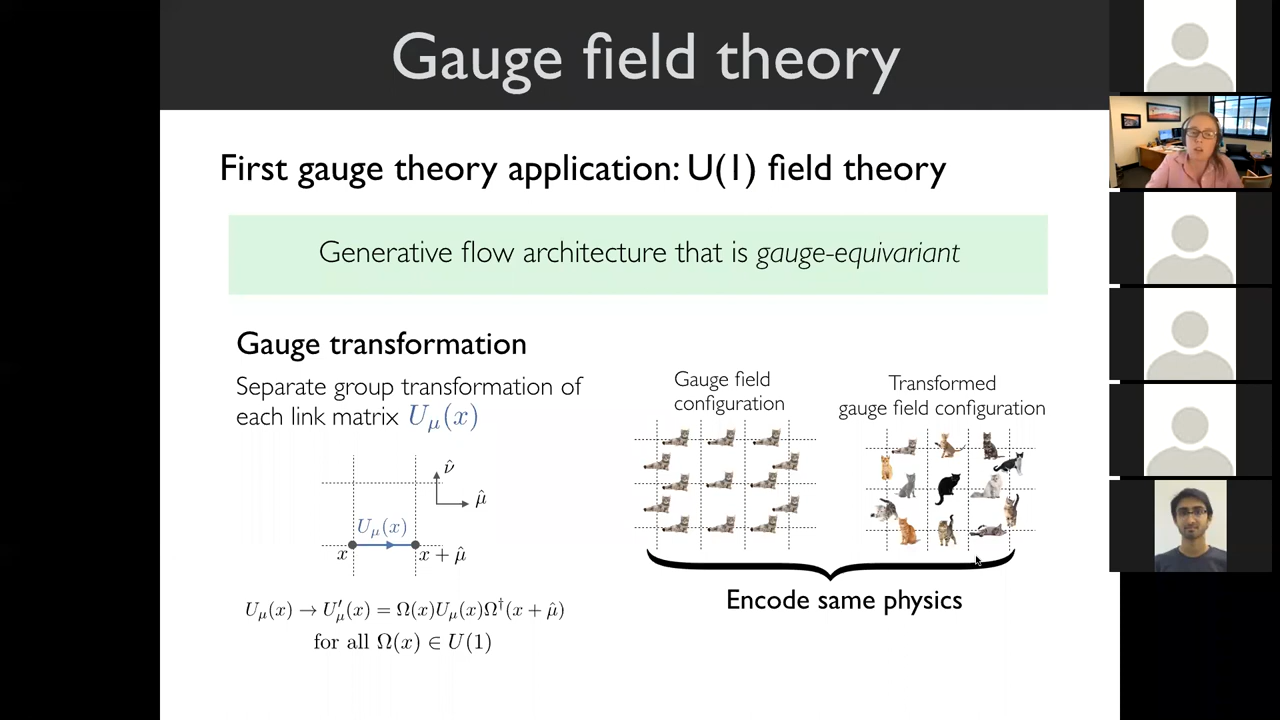 Gauge field theory
First gauge theory application: U(1) field theory
Generative flow architecture that is gauge-equivariant
Gauge transformation
Separate group transformation of
each link matrix U_μ(x)
ν̂
μ̂
U_μ(x)
x
x + μ̂
U_μ(x) → U′_μ(x) = Ω(x)U_μ(x)Ω†(x + μ̂)
for all Ω(x) ∈ U(1)
Gauge field
configuration
Transformed
gauge field configuration
Encode same physics